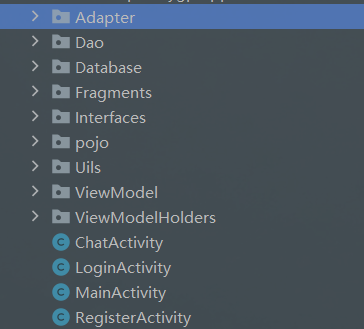 Adapter
Dao
Database
Fragments
Interfaces
pojo
Uils
ViewModel
ViewModelHolders
C ChatActivity
C LoginActivity
C MainActivity
C RegisterActivity